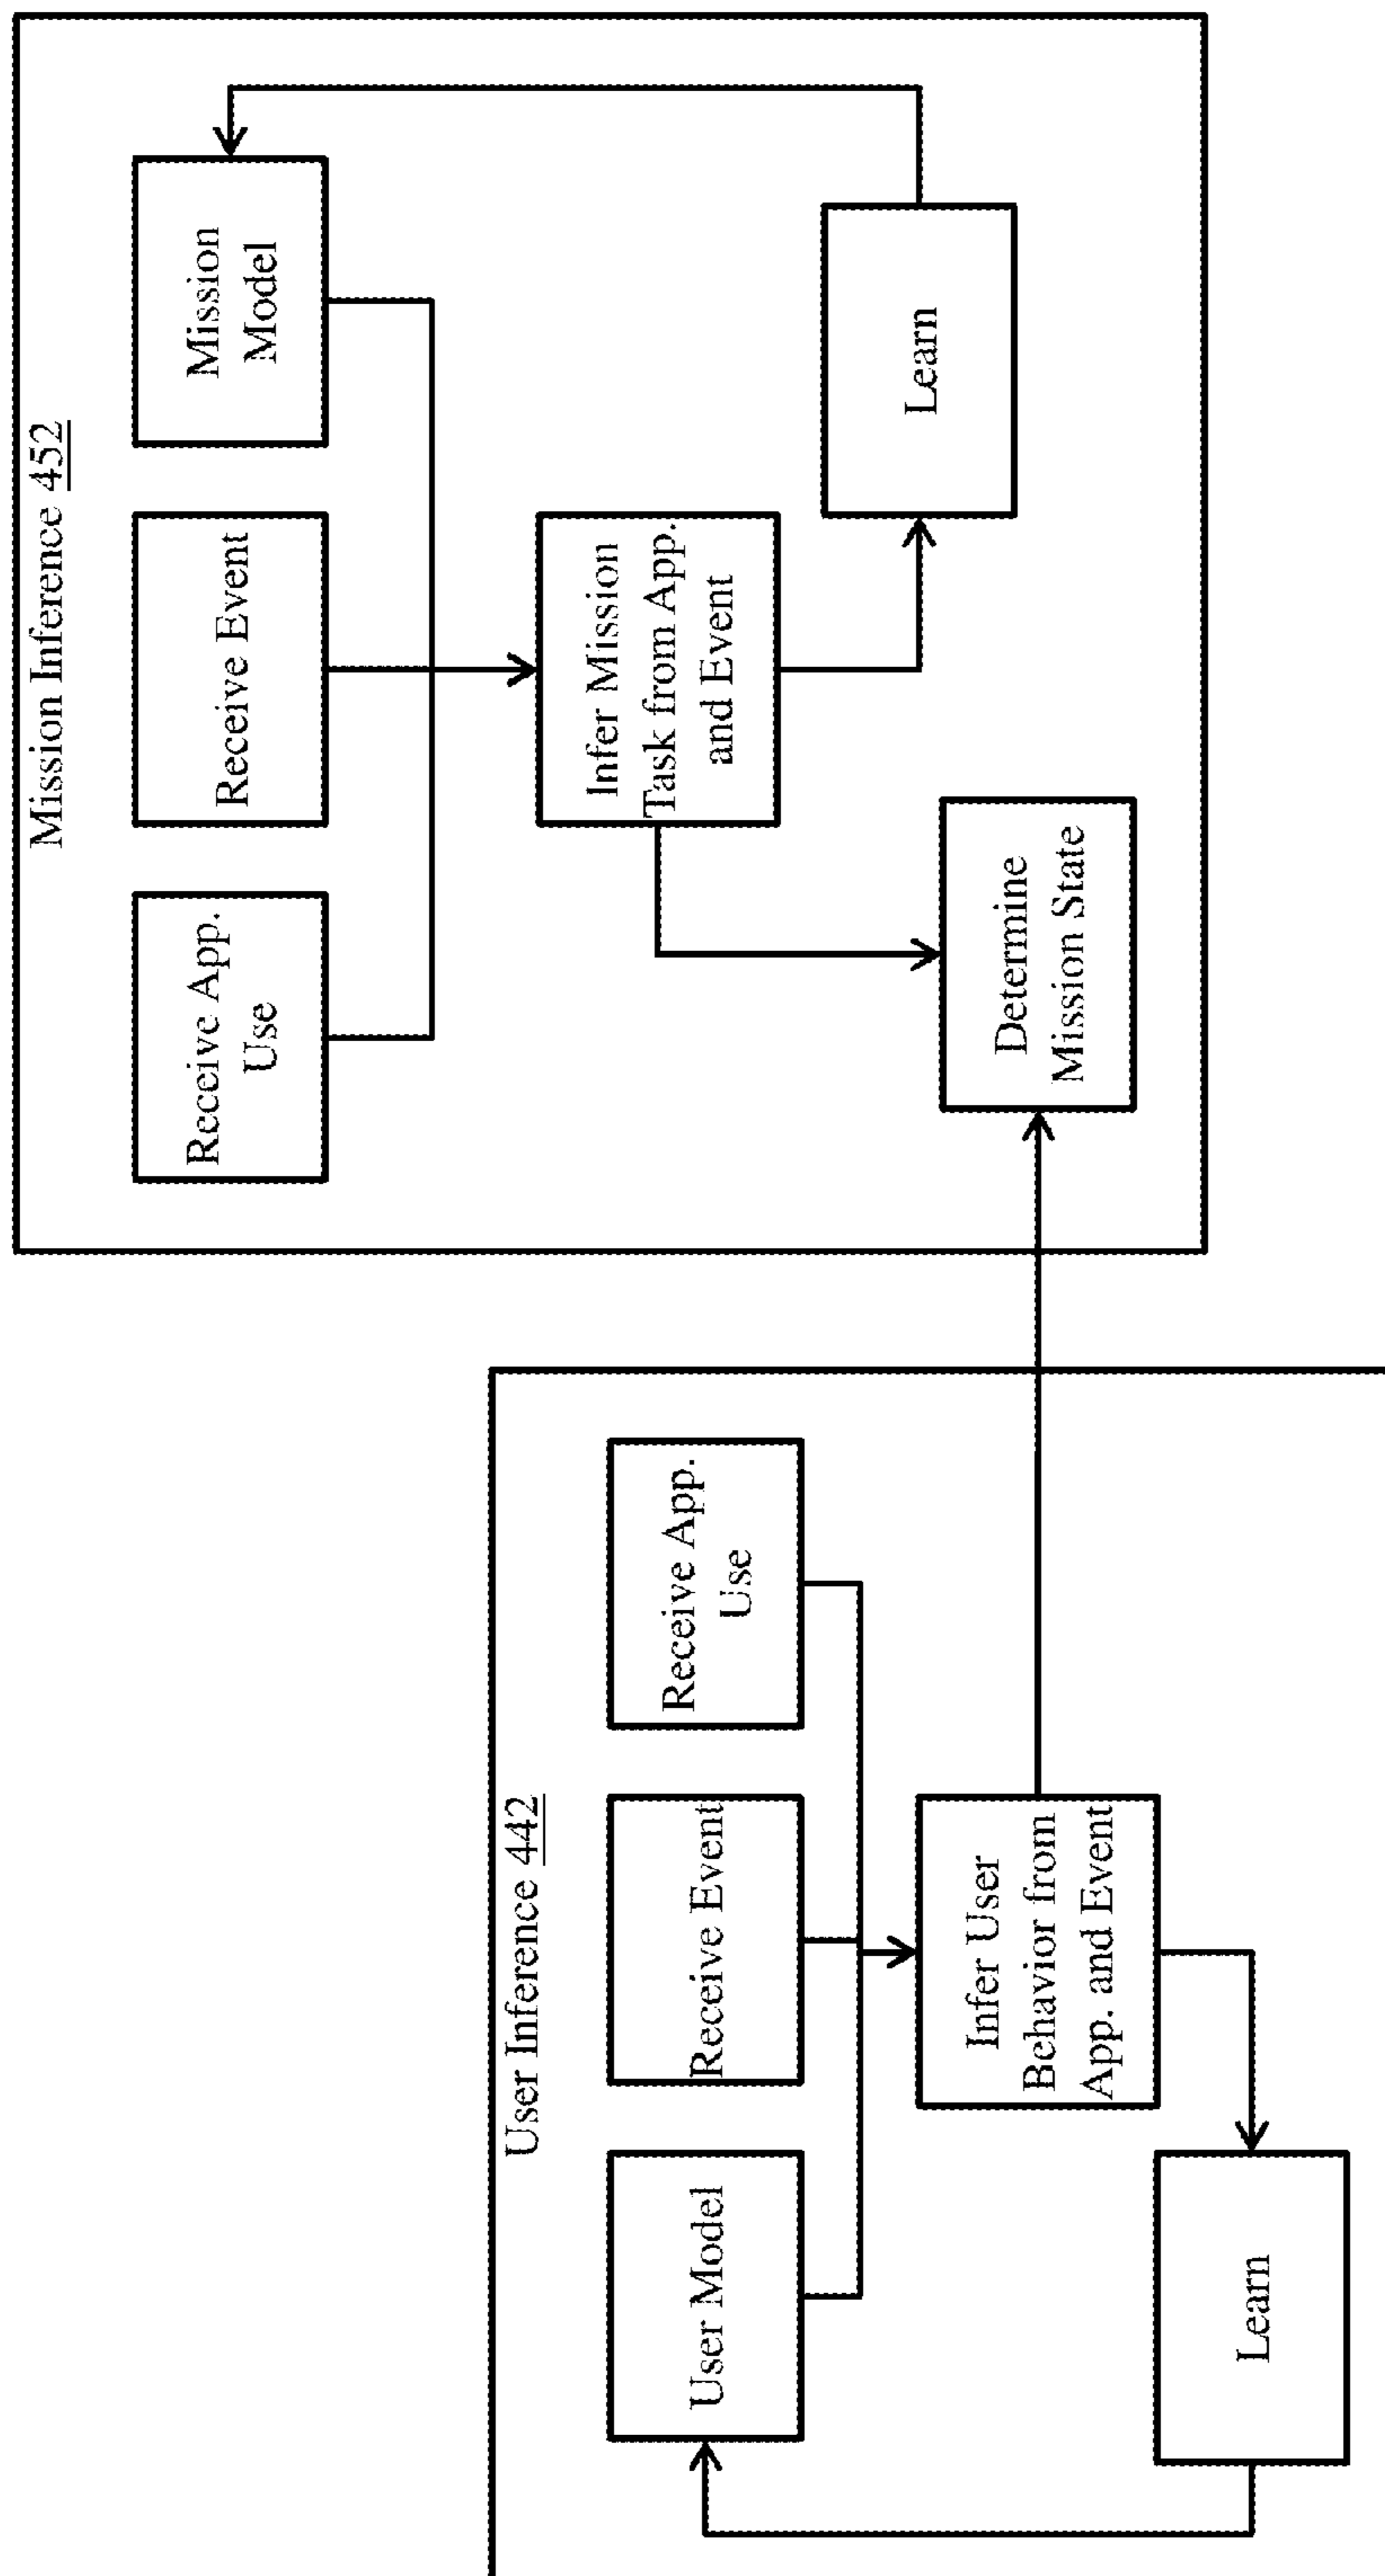 User Inference 442
User Model
Receive Event
Receive App.
Use
Infer User
Behavior from
App. and Event
Learn
Mission Inference 452
Receive App.
Use
Receive Event
Mission
Model
Infer Mission
Task from App.
and Event
Determine
Mission State
Learn